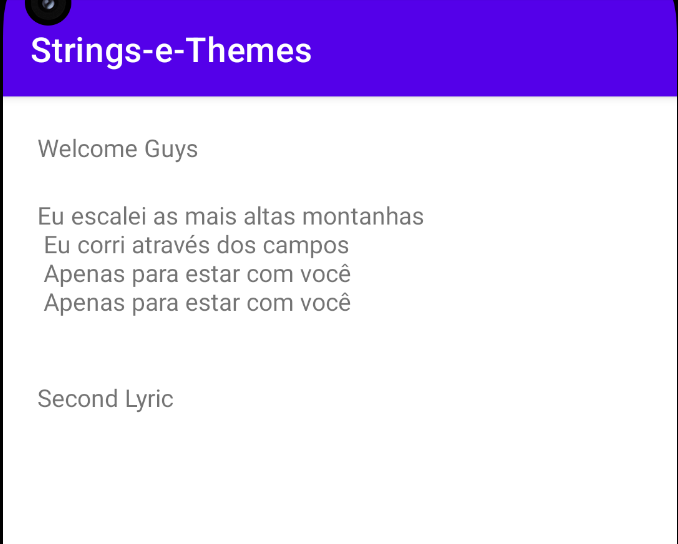 Strings-e-Themes
Welcome Guys
Eu escalei as mais altas montanhas
Eu corri através dos campos
Apenas para estar com você
Apenas para estar com você
Second Lyric